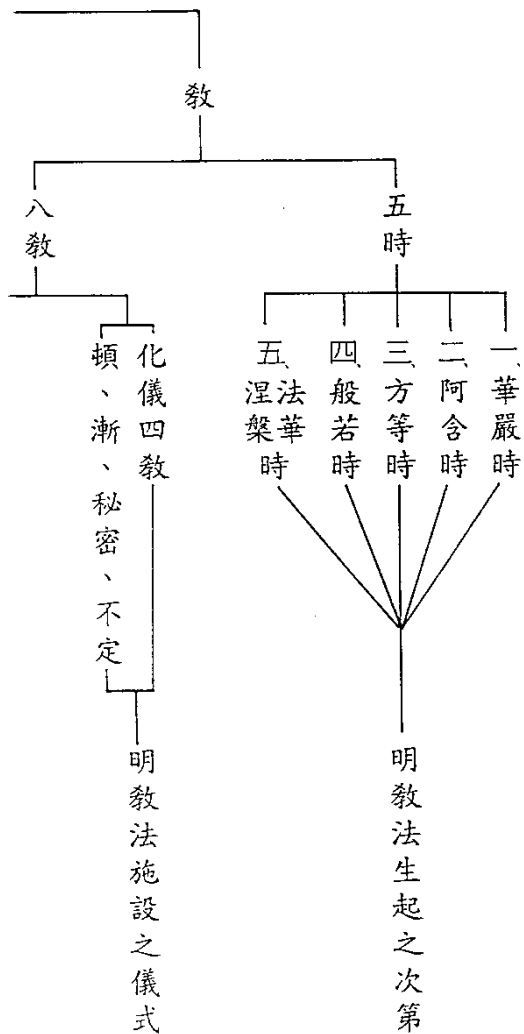 教
五時
一、華嚴時
二、阿含時
三、方等時
四、般若時
五、法華
涅槃時
明教法生起之次第
八教
化儀四教
頓、漸、秘密、不定
明教法施設之儀式